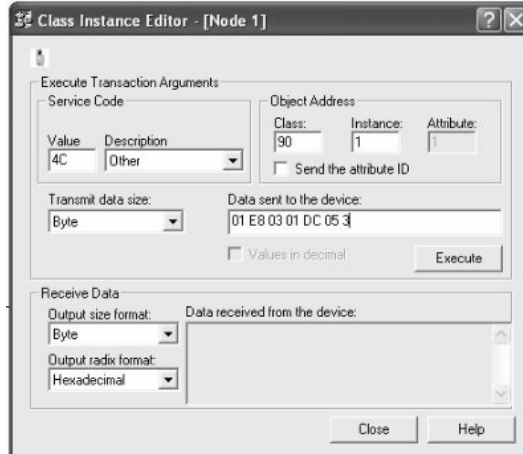 Class Instance Editor - [Node 1]
Execute Transaction Arguments
Service Code
Value Description
4C Other
Object Address
Class: Instance: Attribute:
90 1 1
Send the attribute ID
Transmit data size:
Byte
Data sent to the device:
01 E8 03 01 DC 05 3
Values in decimal
Execute
Receive Data
Output size format:
Byte
Output radix format:
Hexadecimal
Data received from the device:
Close Help